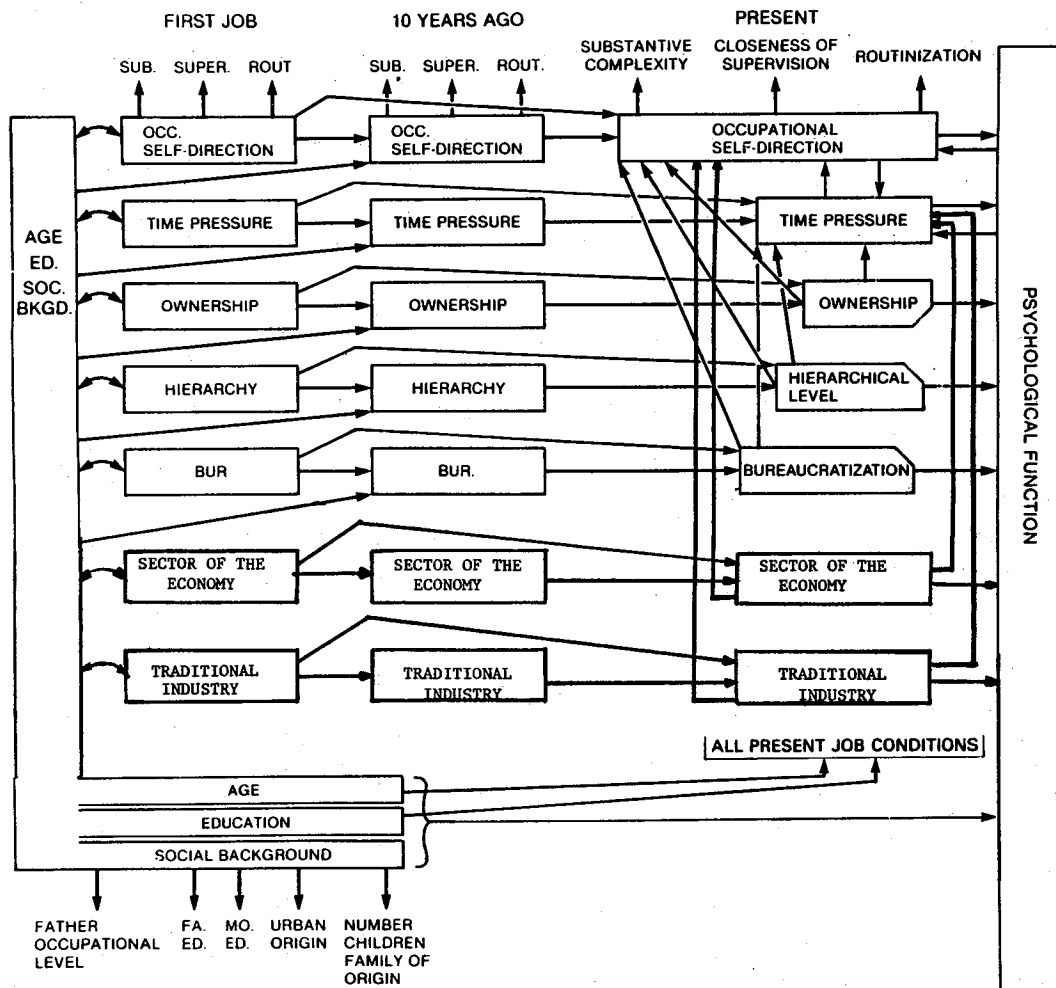 FIRST JOB
10 YEARS AGO
PRESENT
SUB.
SUPER.
ROUT
SUB.
SUPER.
ROUT.
SUBSTANTIVE
COMPLEXITY
CLOSENESS OF
SUPERVISION
ROUTINIZATION
OCC.
SELF-DIRECTION
OCC.
SELF-DIRECTION
OCCUPATIONAL
SELF-DIRECTION
AGE
ED.
SOC.
BKGD.
TIME PRESSURE
TIME PRESSURE
TIME PRESSURE
OWNERSHIP
OWNERSHIP
OWNERSHIP
HIERARCHY
HIERARCHY
HIERARCHICAL
LEVEL
BUR
BUR.
BUREAUCRATIZATION
SECTOR OF THE
ECONOMY
SECTOR OF THE
ECONOMY
SECTOR OF THE
ECONOMY
TRADITIONAL
INDUSTRY
TRADITIONAL
INDUSTRY
TRADITIONAL
INDUSTRY
PSYCHOLOGICAL FUNCTION
ALL PRESENT JOB CONDITIONS
AGE
EDUCATION
SOCIAL BACKGROUND
FATHER
OCCUPATIONAL
LEVEL
FA.
ED.
MO.
ED.
URBAN
ORIGIN
NUMBER
CHILDREN
FAMILY OF
ORIGIN